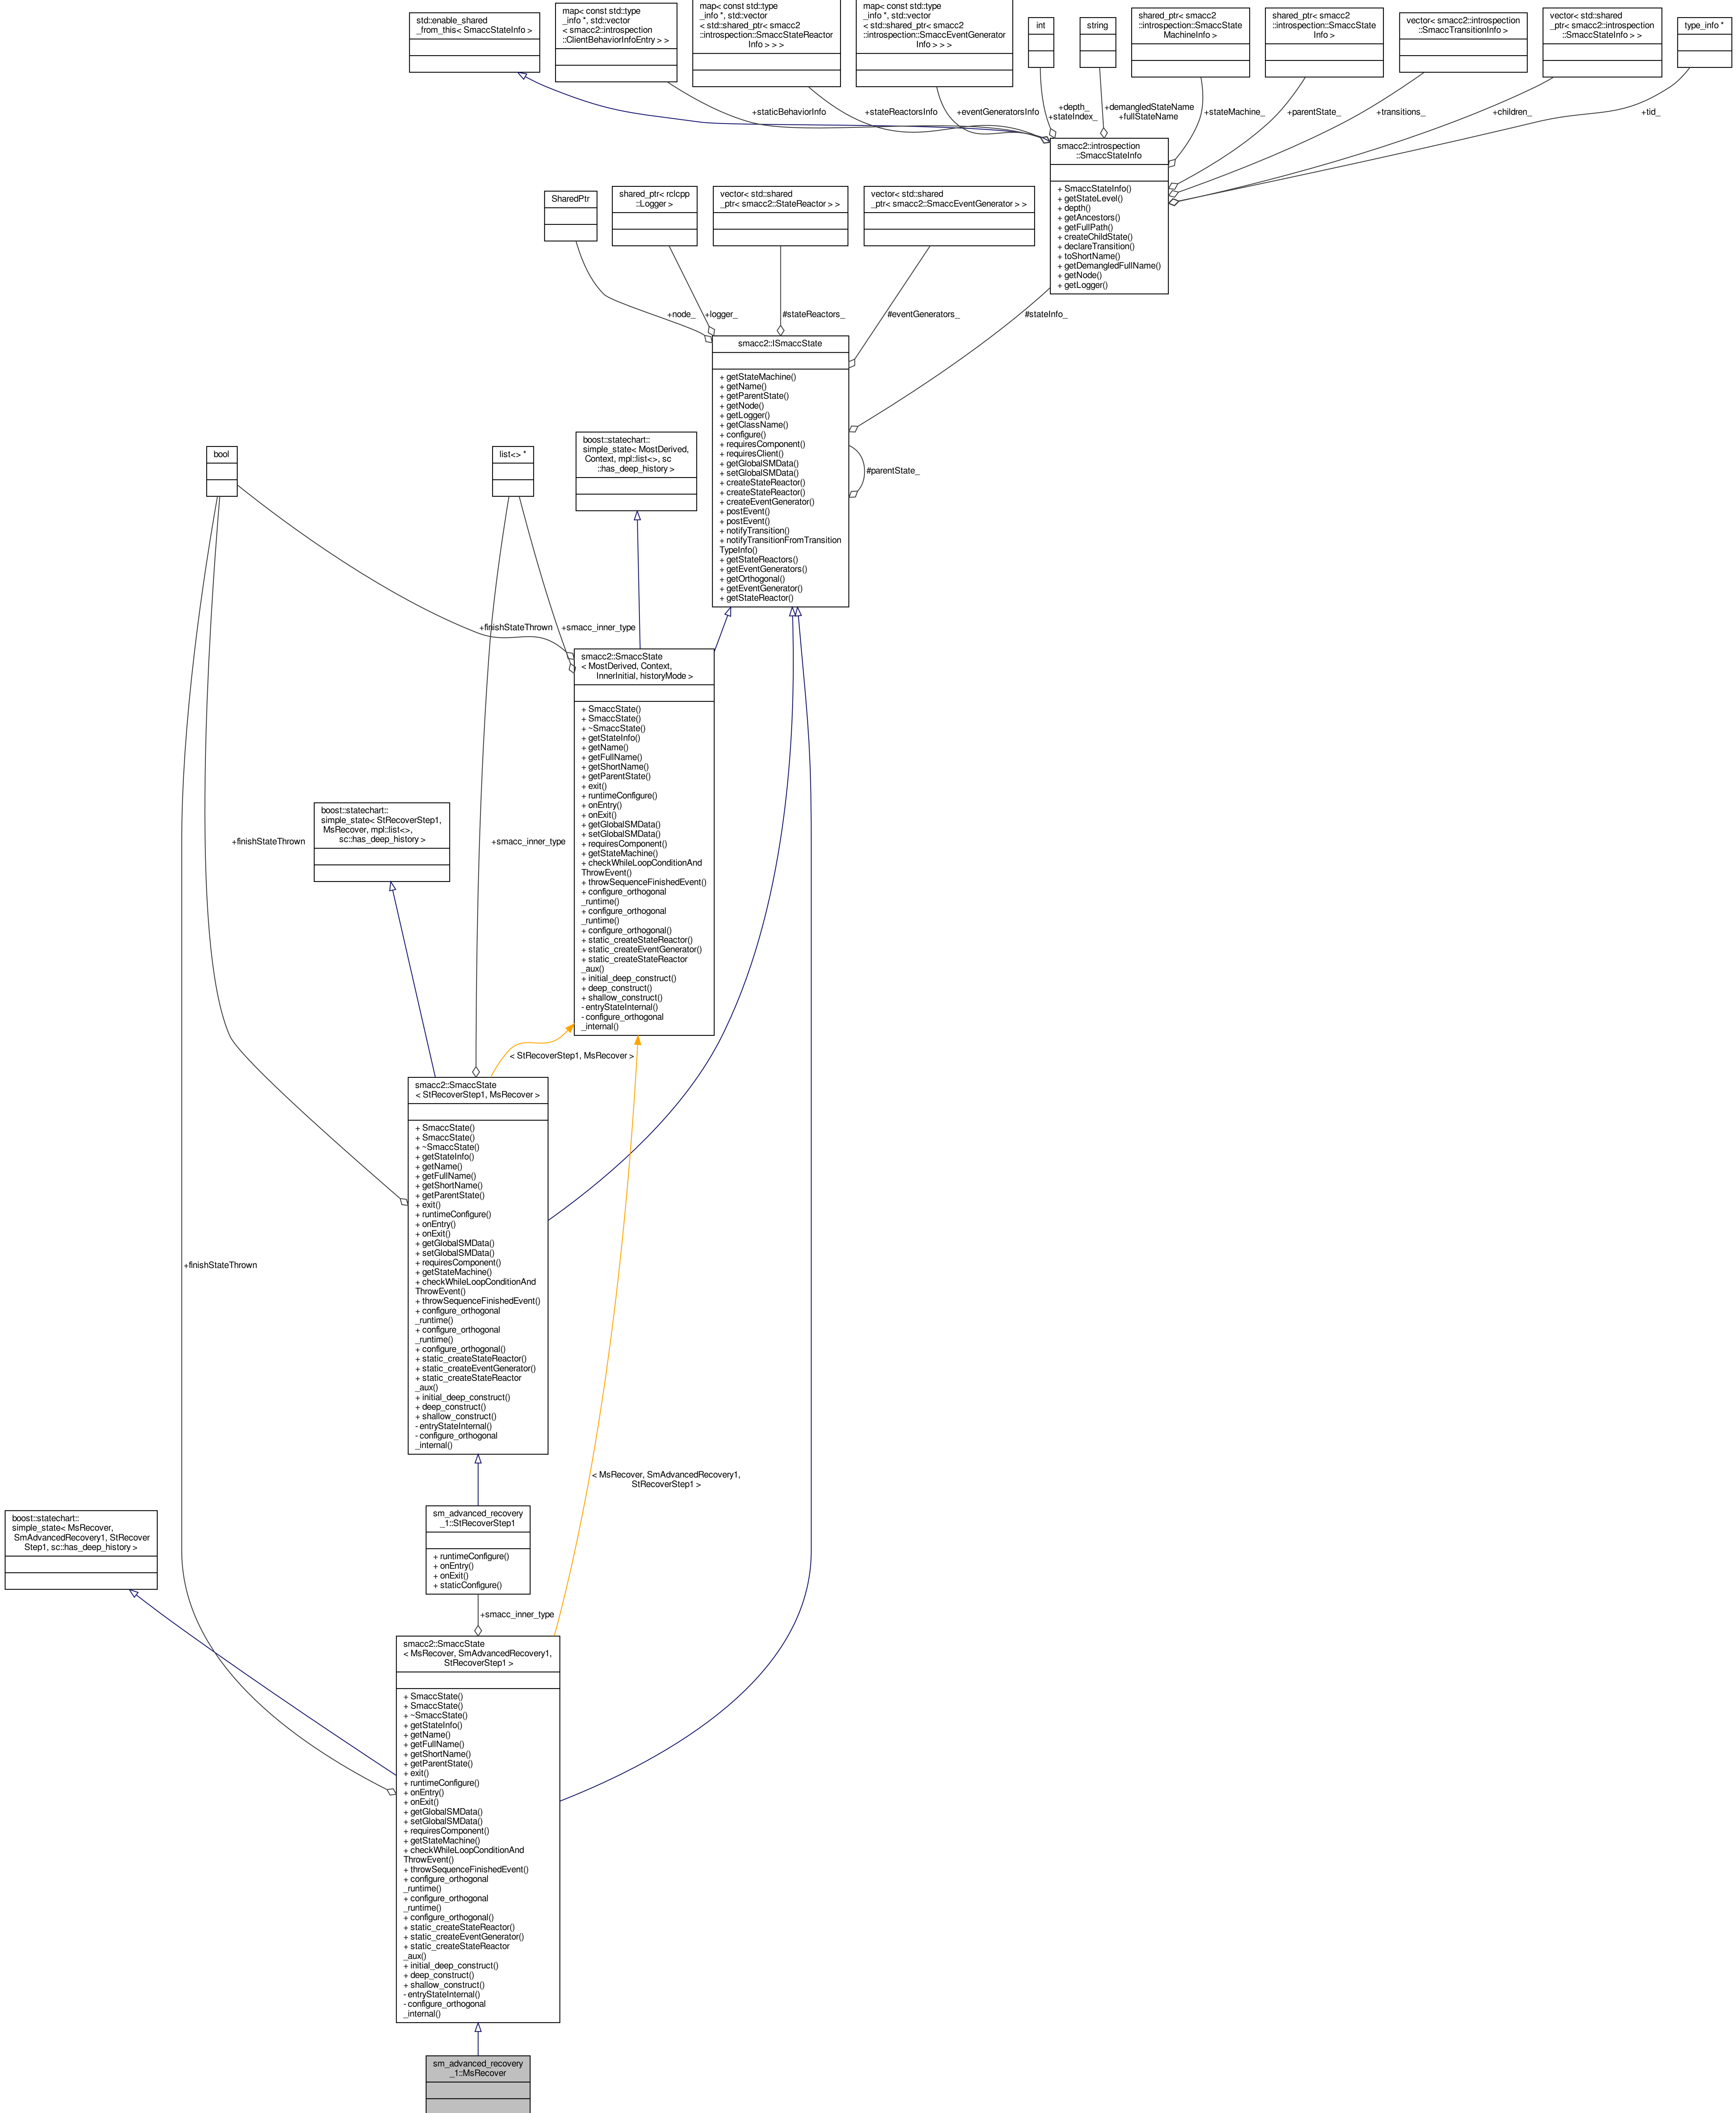 std::enable_shared
_from_this< SmaccStateInfo >
map< const std::type
_info *, std::vector
< smacc2::introspection
::ClientBehaviorInfoEntry > >
map< const std::type
_info *, std::vector
< std::shared_ptr< smacc2
::introspection::SmaccStateReactor
Info > > >
map< const std::type
_info *, std::vector
< std::shared_ptr< smacc2
::introspection::SmaccEventGenerator
Info > > >
int
string
shared_ptr< smacc2
::introspection::SmaccState
MachineInfo >
shared_ptr< smacc2
::introspection::SmaccState
Info >
vector< smacc2::introspection
::SmaccTransitionInfo >
vector< std::shared
_ptr< smacc2::introspection
::SmaccStateInfo > >
type_info *
+staticBehaviorInfo
+stateReactorsInfo
+eventGeneratorsInfo
+depth_
+stateIndex_
+demangledStateName
+fullStateName
+stateMachine_
+parentState_
+transitions_
+children_
+tid_
smacc2::introspection
::SmaccStateInfo
+ SmaccStateInfo()
+ getStateLevel()
+ depth()
+ getAncestors()
+ getFullPath()
+ createChildState()
+ declareTransition()
+ toShortName()
+ getDemangledFullName()
+ getNode()
+ getLogger()
SharedPtr
shared_ptr< rclcpp
::Logger >
vector< std::shared
_ptr< smacc2::StateReactor > >
vector< std::shared
_ptr< smacc2::SmaccEventGenerator > >
+node_
+logger_
#stateReactors_
#eventGenerators_
#stateInfo_
smacc2::ISmaccState
+ getStateMachine()
+ getName()
+ getParentState()
+ getNode()
+ getLogger()
+ getClassName()
+ configure()
+ requiresComponent()
+ requiresClient()
+ getGlobalSMData()
+ setGlobalSMData()
+ createStateReactor()
+ createStateReactor()
+ createEventGenerator()
+ postEvent()
+ postEvent()
+ notifyTransition()
+ notifyTransitionFromTransition
TypeInfo()
+ getStateReactors()
+ getEventGenerators()
+ getOrthogonal()
+ getEventGenerator()
+ getStateReactor()
#parentState_
bool
list<> *
boost::statechart::
simple_state< MostDerived,
Context, mpl::list<>, sc
::has_deep_history >
+finishStateThrown
+smacc_inner_type
smacc2::SmaccState
< MostDerived, Context,
InnerInitial, historyMode >
+ SmaccState()
+ SmaccState()
+ ~SmaccState()
+ getStateInfo()
+ getName()
+ getFullName()
+ getShortName()
+ getParentState()
+ exit()
+ runtimeConfigure()
+ onEntry()
+ onExit()
+ getGlobalSMData()
+ setGlobalSMData()
+ requiresComponent()
+ getStateMachine()
+ checkWhileLoopConditionAnd
ThrowEvent()
+ throwSequenceFinishedEvent()
+ configure_orthogonal
_runtime()
+ configure_orthogonal
_runtime()
+ configure_orthogonal()
+ static_createStateReactor()
+ static_createEventGenerator()
+ static_createStateReactor
_aux()
+ initial_deep_construct()
+ deep_construct()
+ shallow_construct()
- entryStateInternal()
- configure_orthogonal
_internal()
boost::statechart::
simple_state< StRecoverStep1,
MsRecover, mpl::list<>,
sc::has_deep_history >
+finishStateThrown
+smacc_inner_type
< StRecoverStep1, MsRecover >
smacc2::SmaccState
< StRecoverStep1, MsRecover >
+ SmaccState()
+ SmaccState()
+ ~SmaccState()
+ getStateInfo()
+ getName()
+ getFullName()
+ getShortName()
+ getParentState()
+ exit()
+ runtimeConfigure()
+ onEntry()
+ onExit()
+ getGlobalSMData()
+ setGlobalSMData()
+ requiresComponent()
+ getStateMachine()
+ checkWhileLoopConditionAnd
ThrowEvent()
+ throwSequenceFinishedEvent()
+ configure_orthogonal
_runtime()
+ configure_orthogonal
_runtime()
+ configure_orthogonal()
+ static_createStateReactor()
+ static_createEventGenerator()
+ static_createStateReactor
_aux()
+ initial_deep_construct()
+ deep_construct()
+ shallow_construct()
- entryStateInternal()
- configure_orthogonal
_internal()
+finishStateThrown
< MsRecover, SmAdvancedRecovery1,
StRecoverStep1 >
boost::statechart::
simple_state< MsRecover,
SmAdvancedRecovery1, StRecover
Step1, sc::has_deep_history >
sm_advanced_recovery
_1::StRecoverStep1
+ runtimeConfigure()
+ onEntry()
+ onExit()
+ staticConfigure()
+smacc_inner_type
smacc2::SmaccState
< MsRecover, SmAdvancedRecovery1,
StRecoverStep1 >
+ SmaccState()
+ SmaccState()
+ ~SmaccState()
+ getStateInfo()
+ getName()
+ getFullName()
+ getShortName()
+ getParentState()
+ exit()
+ runtimeConfigure()
+ onEntry()
+ onExit()
+ getGlobalSMData()
+ setGlobalSMData()
+ requiresComponent()
+ getStateMachine()
+ checkWhileLoopConditionAnd
ThrowEvent()
+ throwSequenceFinishedEvent()
+ configure_orthogonal
_runtime()
+ configure_orthogonal
_runtime()
+ configure_orthogonal()
+ static_createStateReactor()
+ static_createEventGenerator()
+ static_createStateReactor
_aux()
+ initial_deep_construct()
+ deep_construct()
+ shallow_construct()
- entryStateInternal()
- configure_orthogonal
_internal()
sm_advanced_recovery
_1::MsRecover